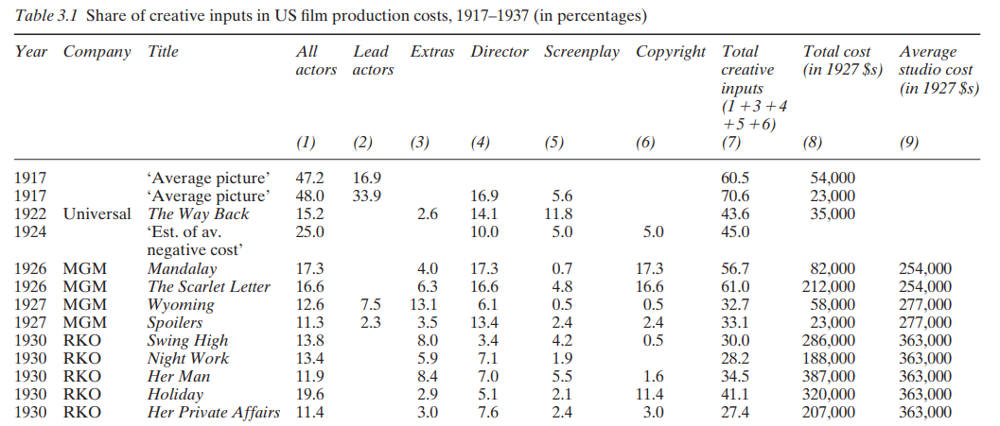 Table 3.1 Share of creative inputs in US film production costs, 1917–1937 (in percentages)
Year Company Title All Lead Extras Director Screenplay Copyright Total Total cost Average
actors actors creative (in 1927 $s) studio cost
inputs (in 1927 $s)
(1 +3 +4
+5 +6)
(1) (2) (3) (4) (5) (6) (7) (8) (9)
1917 ‘Average picture’ 47.2 16.9 60.5 54,000
1917 ‘Average picture’ 48.0 33.9 16.9 5.6 70.6 23,000
1922 Universal The Way Back 15.2 2.6 14.1 11.8 43.6 35,000
1924 ‘Est. of av. 25.0 10.0 5.0 5.0 45.0
negative cost’
1926 MGM Mandalay 17.3 4.0 17.3 0.7 17.3 56.7 82,000 254,000
1926 MGM The Scarlet Letter 16.6 6.3 16.6 4.8 16.6 61.0 212,000 254,000
1927 MGM Wyoming 12.6 7.5 13.1 6.1 0.5 0.5 32.7 58,000 277,000
1927 MGM Spoilers 11.3 2.3 3.5 13.4 2.4 2.4 33.1 23,000 277,000
1930 RKO Swing High 13.8 8.0 3.4 4.2 0.5 30.0 286,000 363,000
1930 RKO Night Work 13.4 5.9 7.1 1.9 28.2 188,000 363,000
1930 RKO Her Man 11.9 8.4 7.0 5.5 1.6 34.5 387,000 363,000
1930 RKO Holiday 19.6 2.9 5.1 2.1 11.4 41.1 320,000 363,000
1930 RKO Her Private Affairs 11.4 3.0 7.6 2.4 3.0 27.4 207,000 363,000